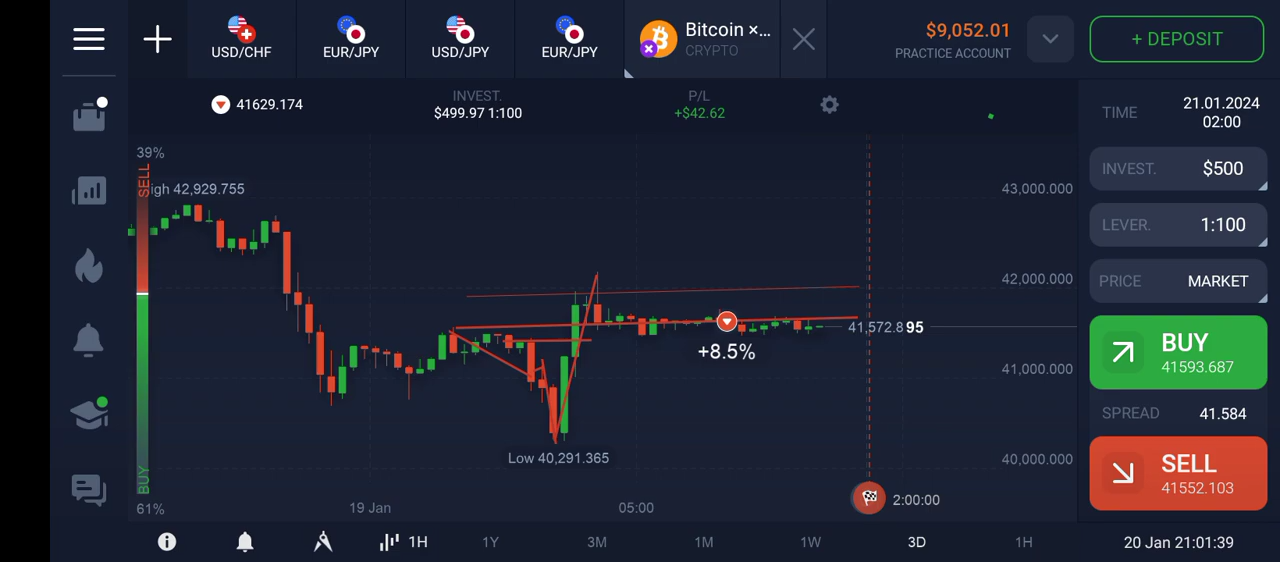 USD/CHF
EUR/JPY
USD/JPY
EUR/JPY
Bitcoin ×...
CRYPTO
$9,052.01
PRACTICE ACCOUNT
+ DEPOSIT
41629.174
INVEST.
$499.97 1:100
P/L
+$42.62
TIME
21.01.2024
02:00
39%
SELL
igh 42,929.755
43,000.000
INVEST.
$500
LEVER.
1:100
42,000.000
PRICE
MARKET
41,572.895
+8.5%
BUY
41593.687
41,000.000
SPREAD
41.584
Low 40,291.365
40,000.000
SELL
41552.103
BUY
61%
19 Jan
05:00
2:00:00
1H
1Y
3M
1M
1W
3D
1H
20 Jan 21:01:39